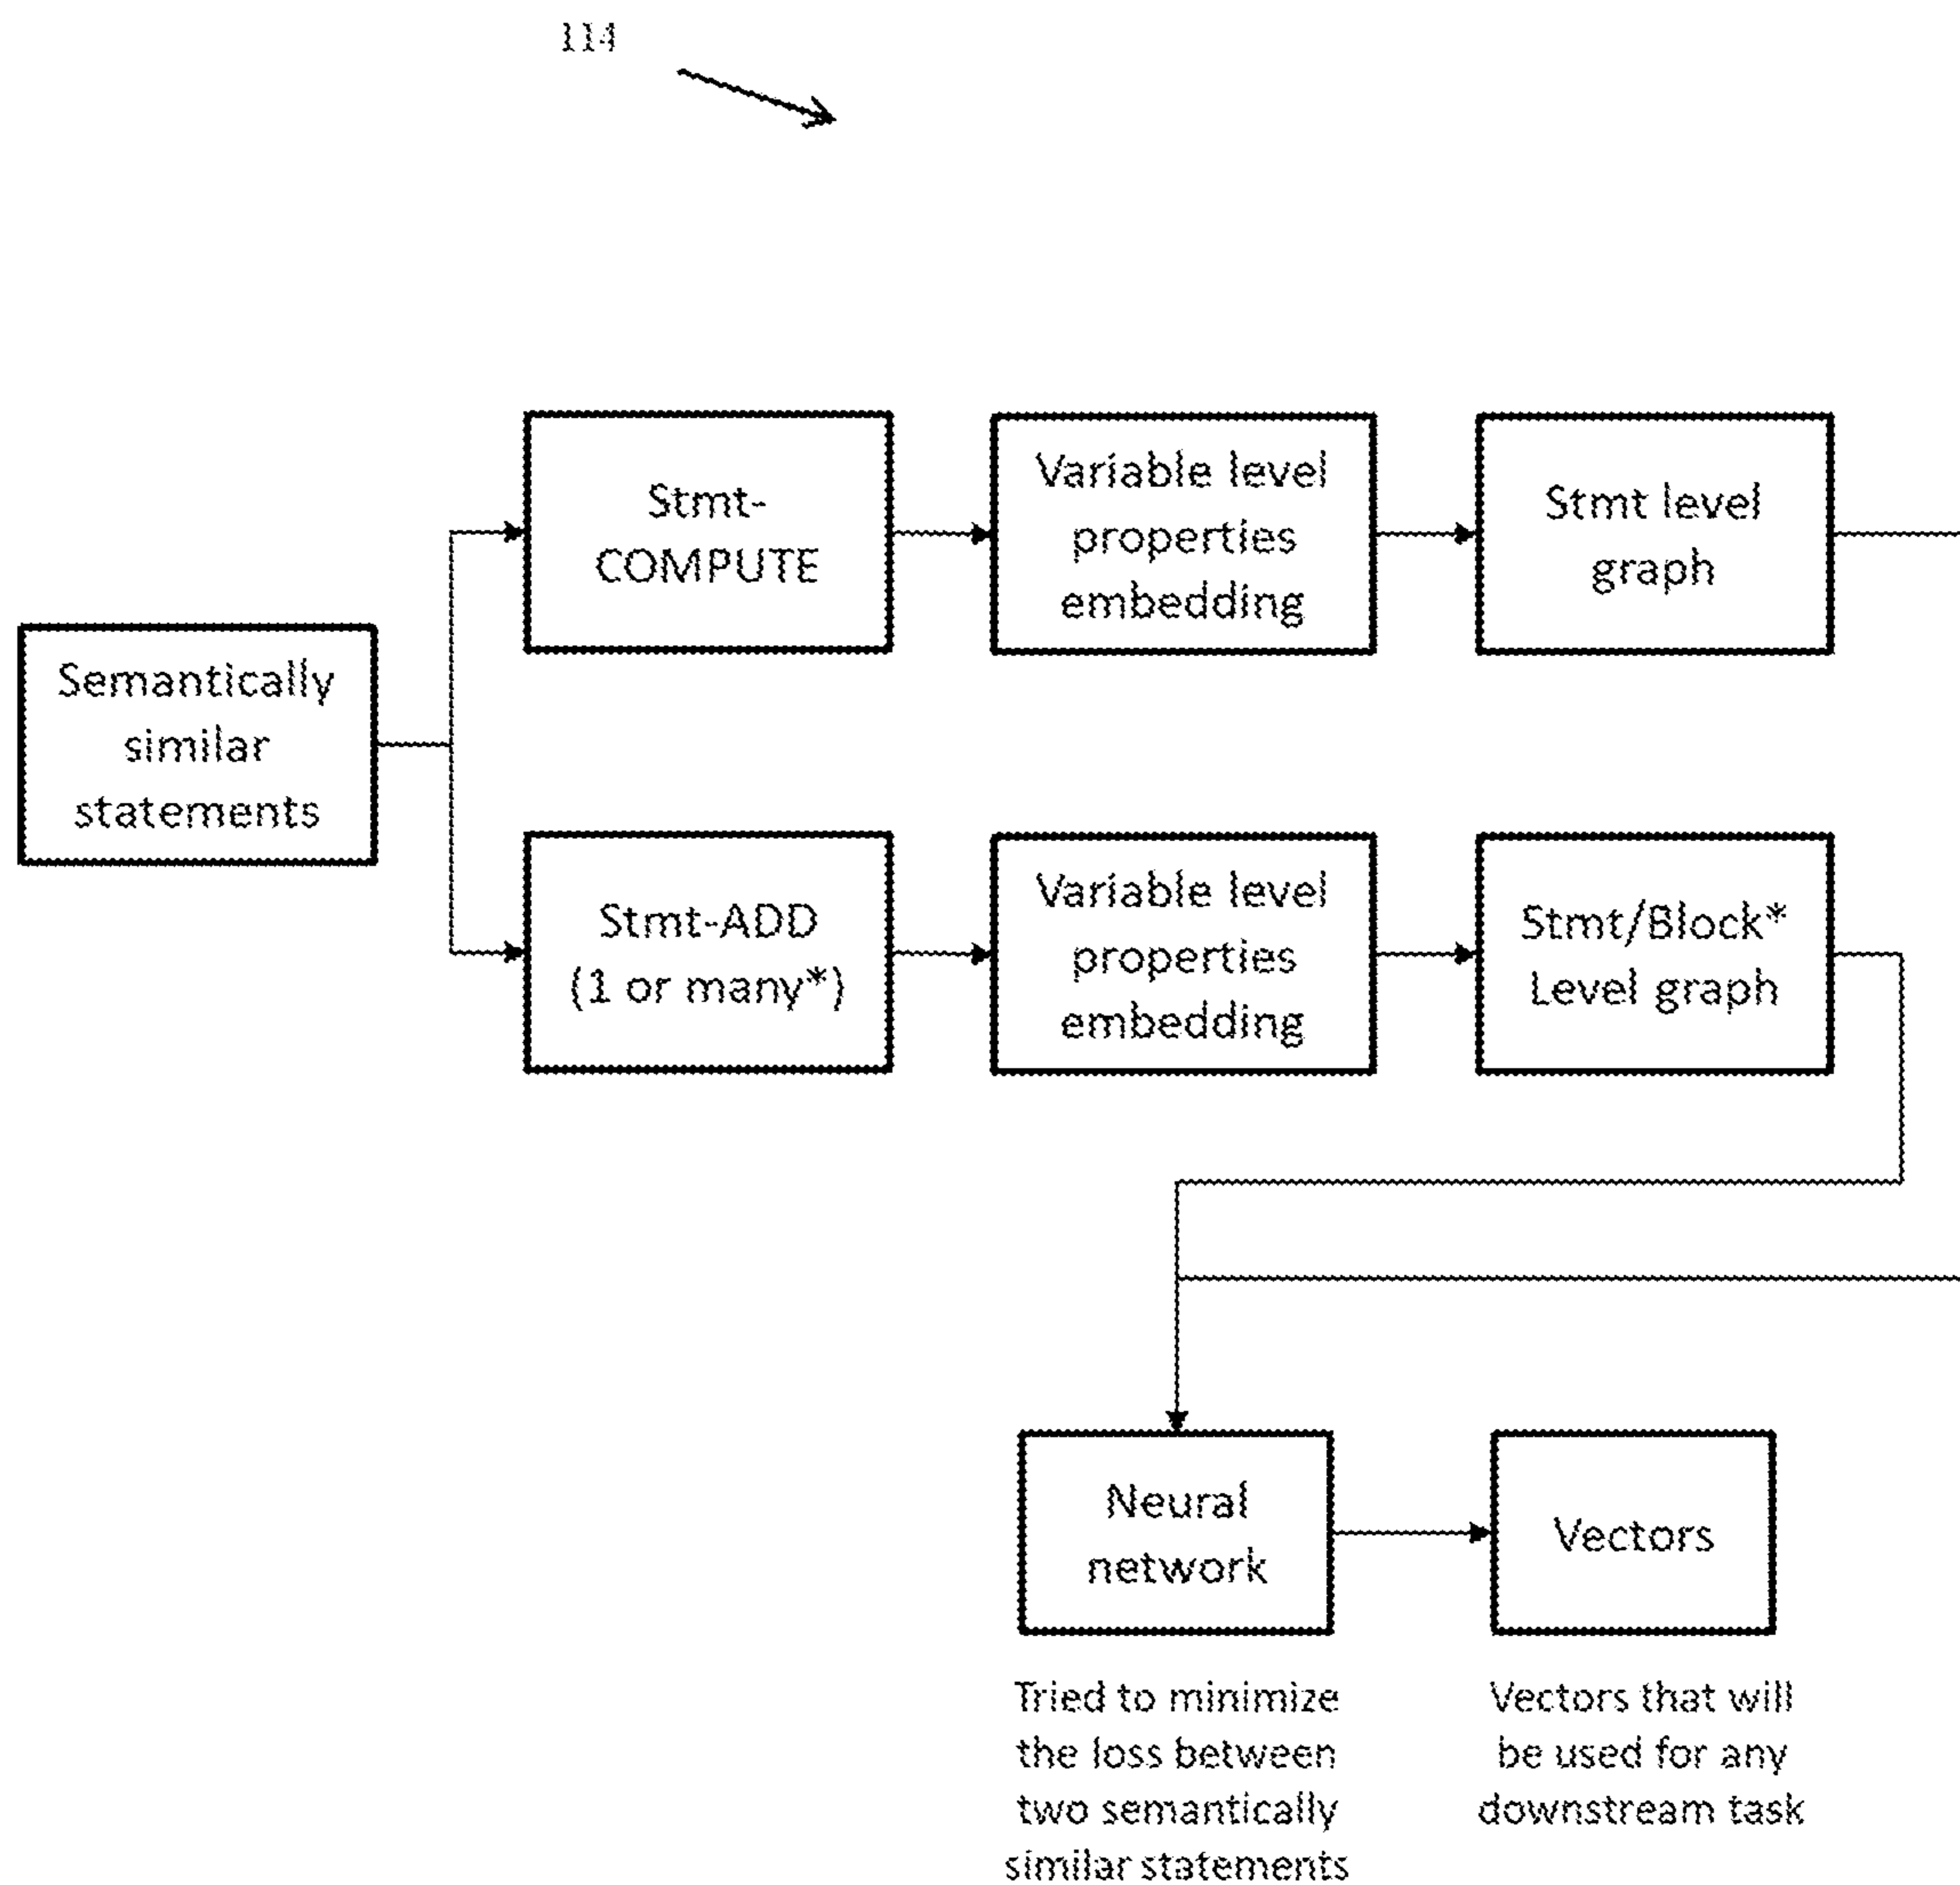 114
Stmt-
COMPUTE
Variable level
properties
embedding
Stmt level
graph
Semantically
similar
statements
Stmt-ADD
(1 or many*)
Variable level
properties
embedding
Stmt/Block*
Level graph
Neural
network
Vectors
Tried to minimize
the loss between
two semantically
similar statements
Vectors that will
be used for any
downstream task